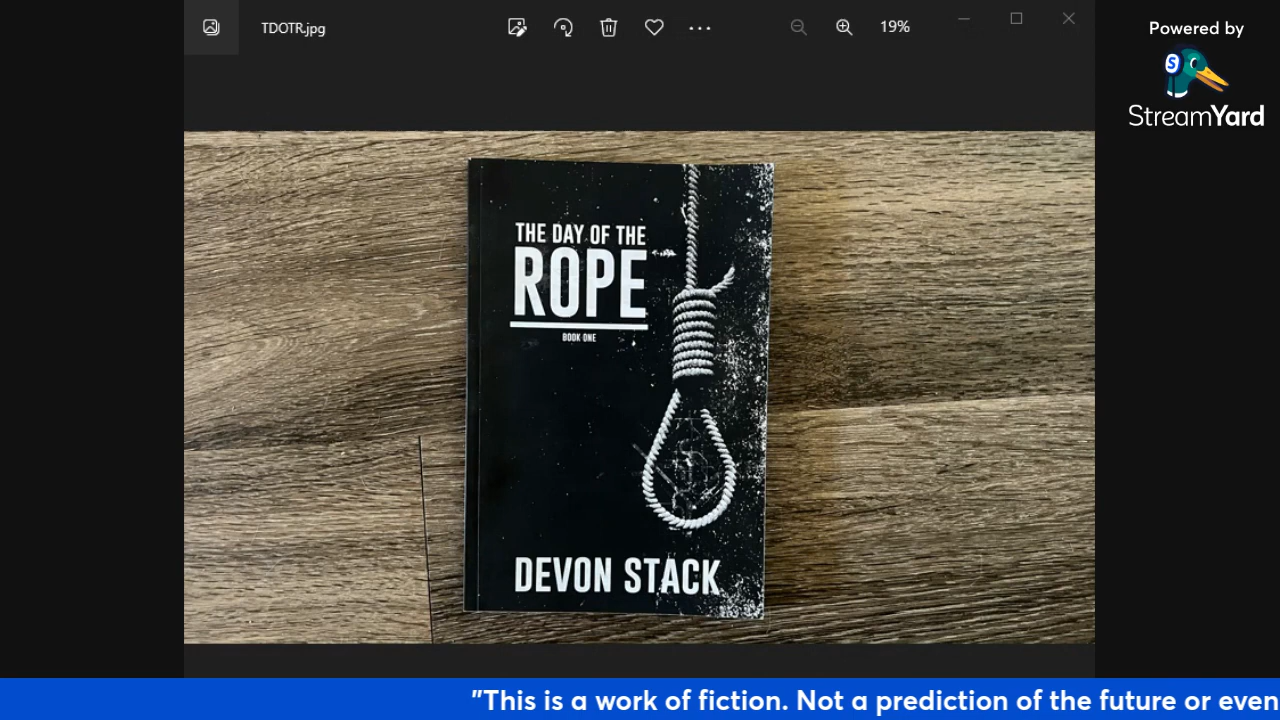 TDOTR.jpg
19%
Powered by
S
StreamYard
THE DAY OF THE
ROPE
BOOK ONE
DEVON STACK
"This is a work of fiction. Not a prediction of the future or even